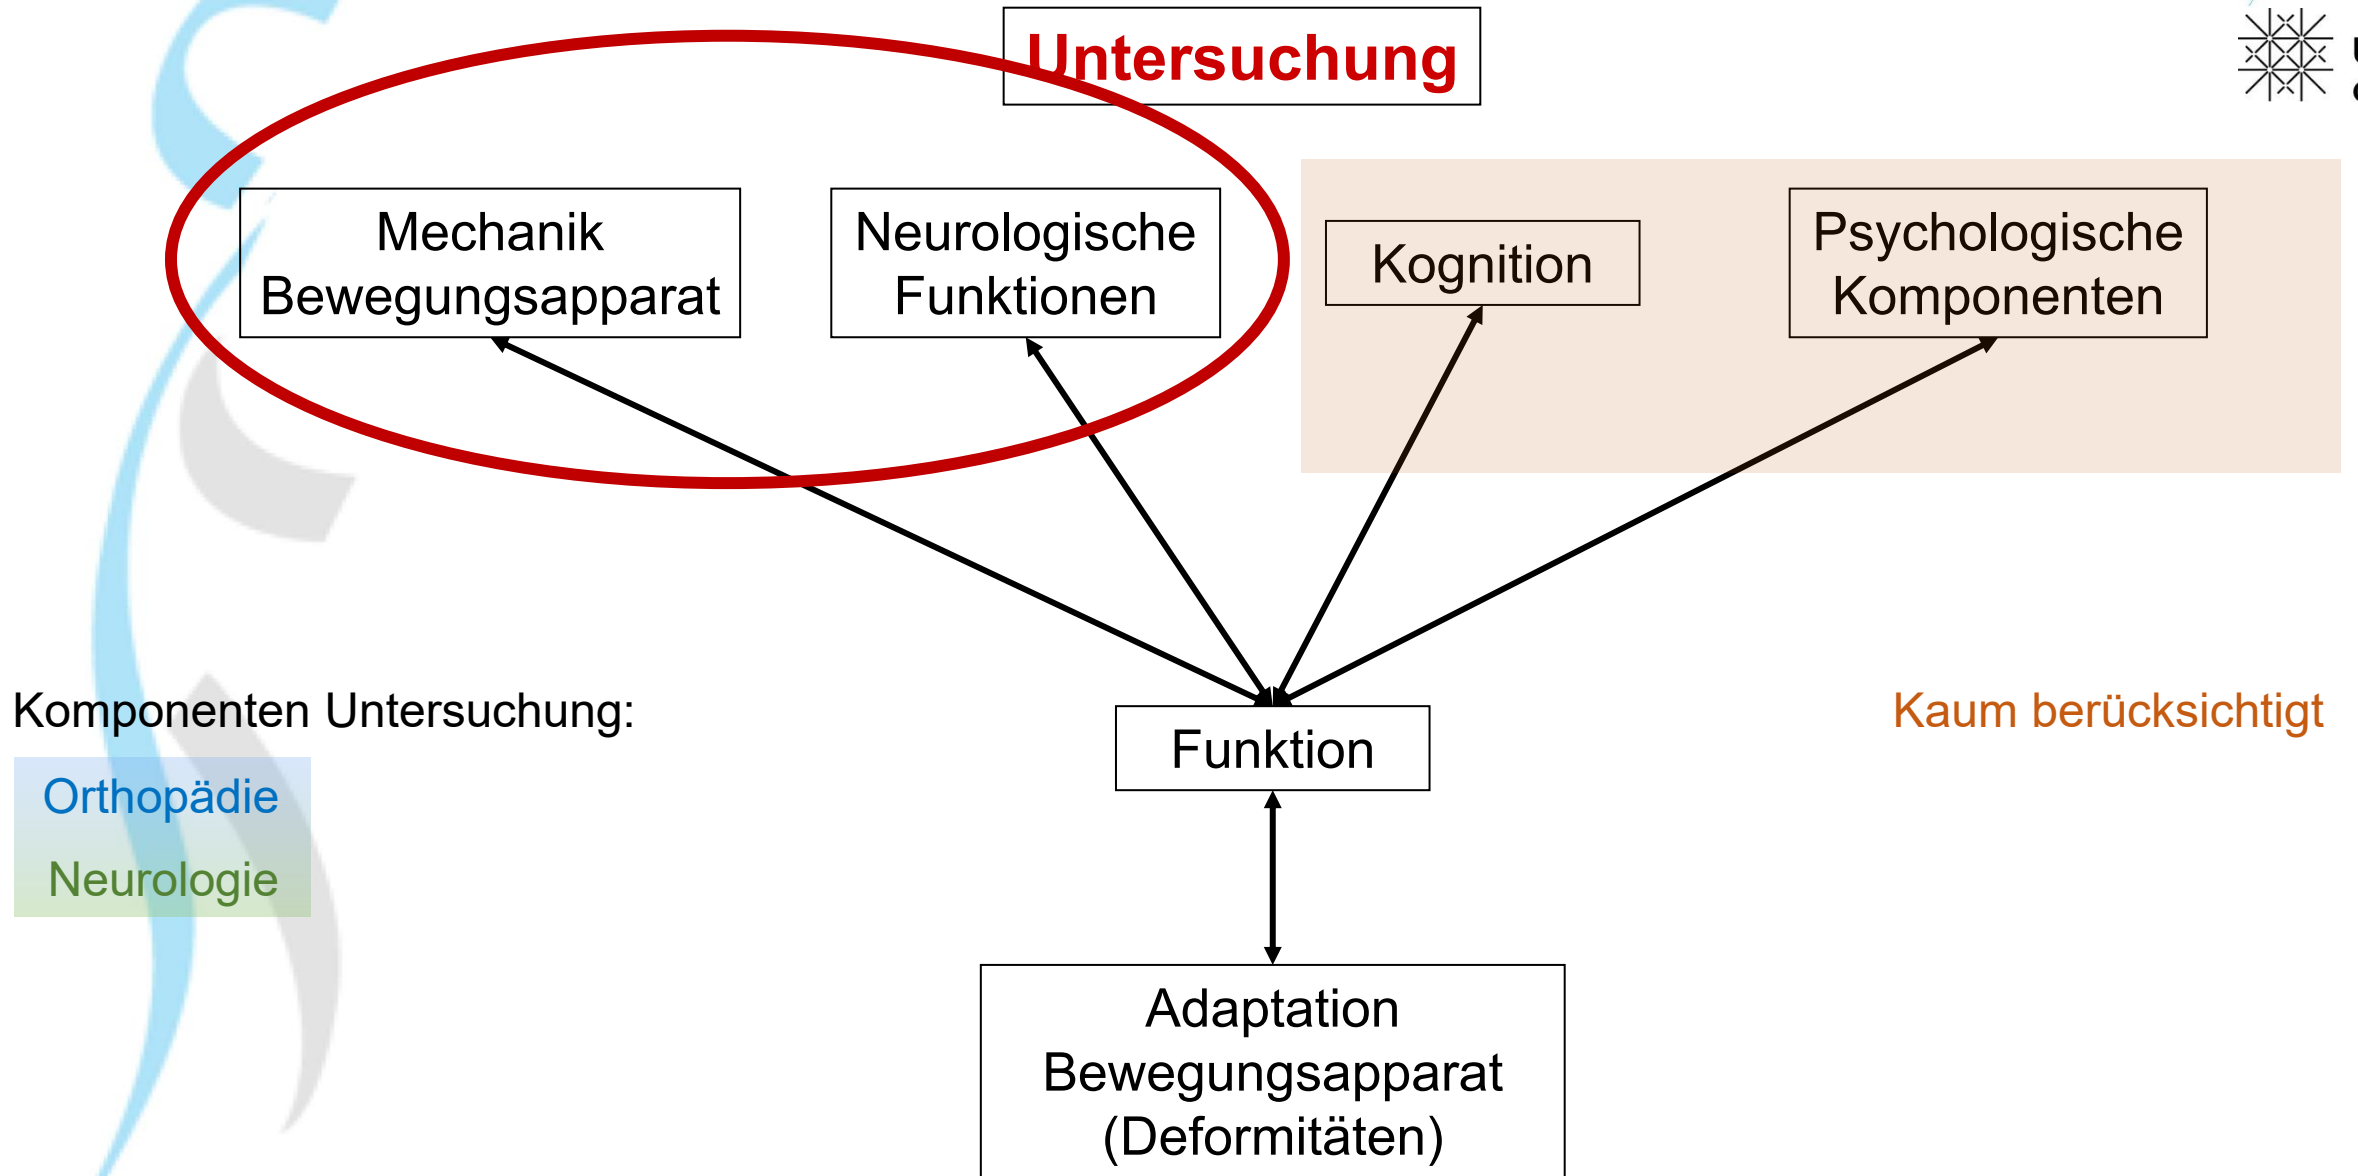 Untersuchung
Mechanik
Bewegungsapparat
Neurologische
Funktionen
Kognition
Psychologische
Komponenten
Komponenten Untersuchung:
Orthopädie
Neurologie
Funktion
Kaum berücksichtigt
Adaptation
Bewegungsapparat
(Deformitäten)